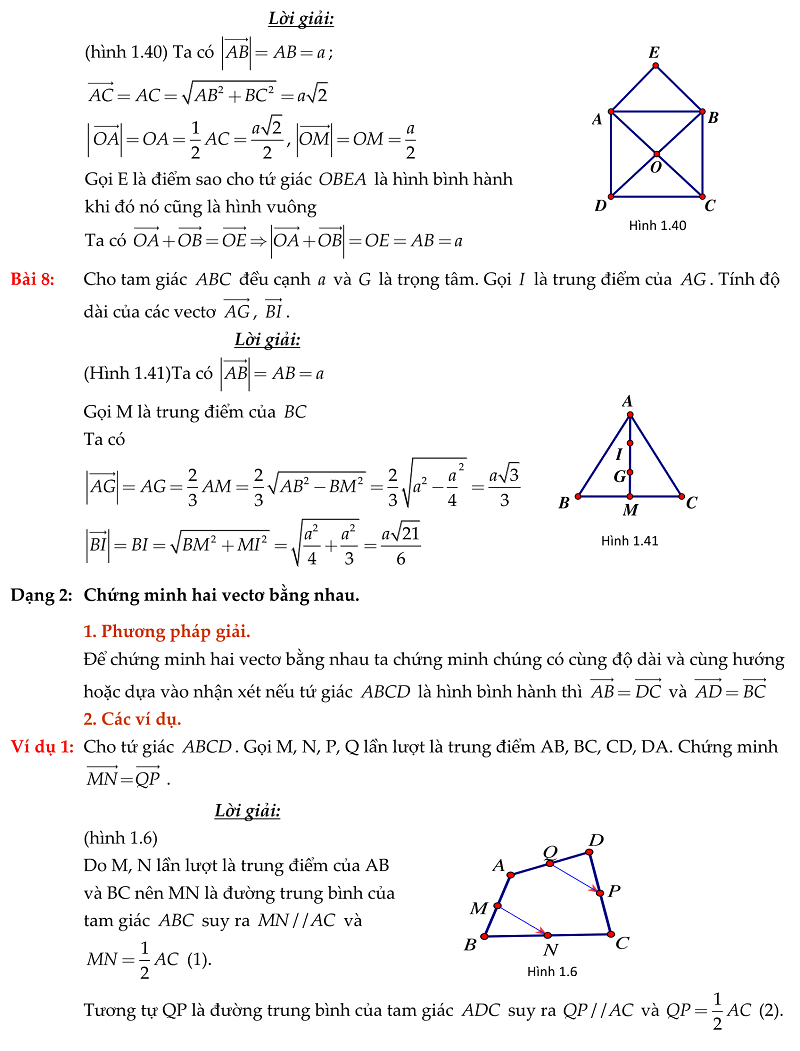 Lời giải:
(hình 1.40) Ta có |$\overrightarrow{AB}$| = AB = a ;
$\overrightarrow{AC}$ = AC = $\sqrt{AB^2 + BC^2}$ = a$\sqrt{2}$
|$\overrightarrow{OA}$| = OA = $\frac{1}{2}$ AC = $\frac{a\sqrt{2}}{2}$ , |$\overrightarrow{OM}$| = OM = $\frac{a}{2}$
Gọi E là điểm sao cho tứ giác OBEA là hình bình hành
khi đó nó cũng là hình vuông
Ta có $\overrightarrow{OA}$ + $\overrightarrow{OB}$ = $\overrightarrow{OE}$ ⇒ |$\overrightarrow{OA}$ + $\overrightarrow{OB}$| = OE = AB = a
E
A
B
O
D
C
Hình 1.40
Bài 8: Cho tam giác ABC đều cạnh a và G là trọng tâm. Gọi I là trung điểm của AG . Tính độ
dài của các vectơ $\overrightarrow{AG}$ , $\overrightarrow{BI}$ .
Lời giải:
(Hình 1.41)Ta có |$\overrightarrow{AB}$| = AB = a
Gọi M là trung điểm của BC
Ta có
|$\overrightarrow{AG}$| = AG = $\frac{2}{3}$ AM = $\frac{2}{3}\sqrt{AB^2 - BM^2}$ = $\frac{2}{3}\sqrt{a^2 - \frac{a}{4}^2}$ = $\frac{a\sqrt{3}}{3}$
|$\overrightarrow{BI}$| = BI = $\sqrt{BM^2 + MI^2}$ = $\sqrt{\frac{a^2}{4} + \frac{a^2}{3}}$ = $\frac{a\sqrt{21}}{6}$
A
I
G
B
M
C
Hình 1.41
Dạng 2: Chứng minh hai vectơ bằng nhau.
1. Phương pháp giải.
Để chứng minh hai vectơ bằng nhau ta chứng minh chúng có cùng độ dài và cùng hướng
hoặc dựa vào nhận xét nếu tứ giác ABCD là hình bình hành thì $\overrightarrow{AB}$ = $\overrightarrow{DC}$ và $\overrightarrow{AD}$ = $\overrightarrow{BC}$
2. Các ví dụ.
Ví dụ 1: Cho tứ giác ABCD . Gọi M, N, P, Q lần lượt là trung điểm AB, BC, CD, DA. Chứng minh
$\overrightarrow{MN}$ = $\overrightarrow{QP}$ .
Lời giải:
(hình 1.6)
Do M, N lần lượt là trung điểm của AB
và BC nên MN là đường trung bình của
tam giác ABC suy ra MN//AC và
MN = $\frac{1}{2}$ AC (1).
D
Q
A
P
M
B
N
C
Hình 1.6
Tương tự QP là đường trung bình của tam giác ADC suy ra QP//AC và QP = $\frac{1}{2}$ AC (2).